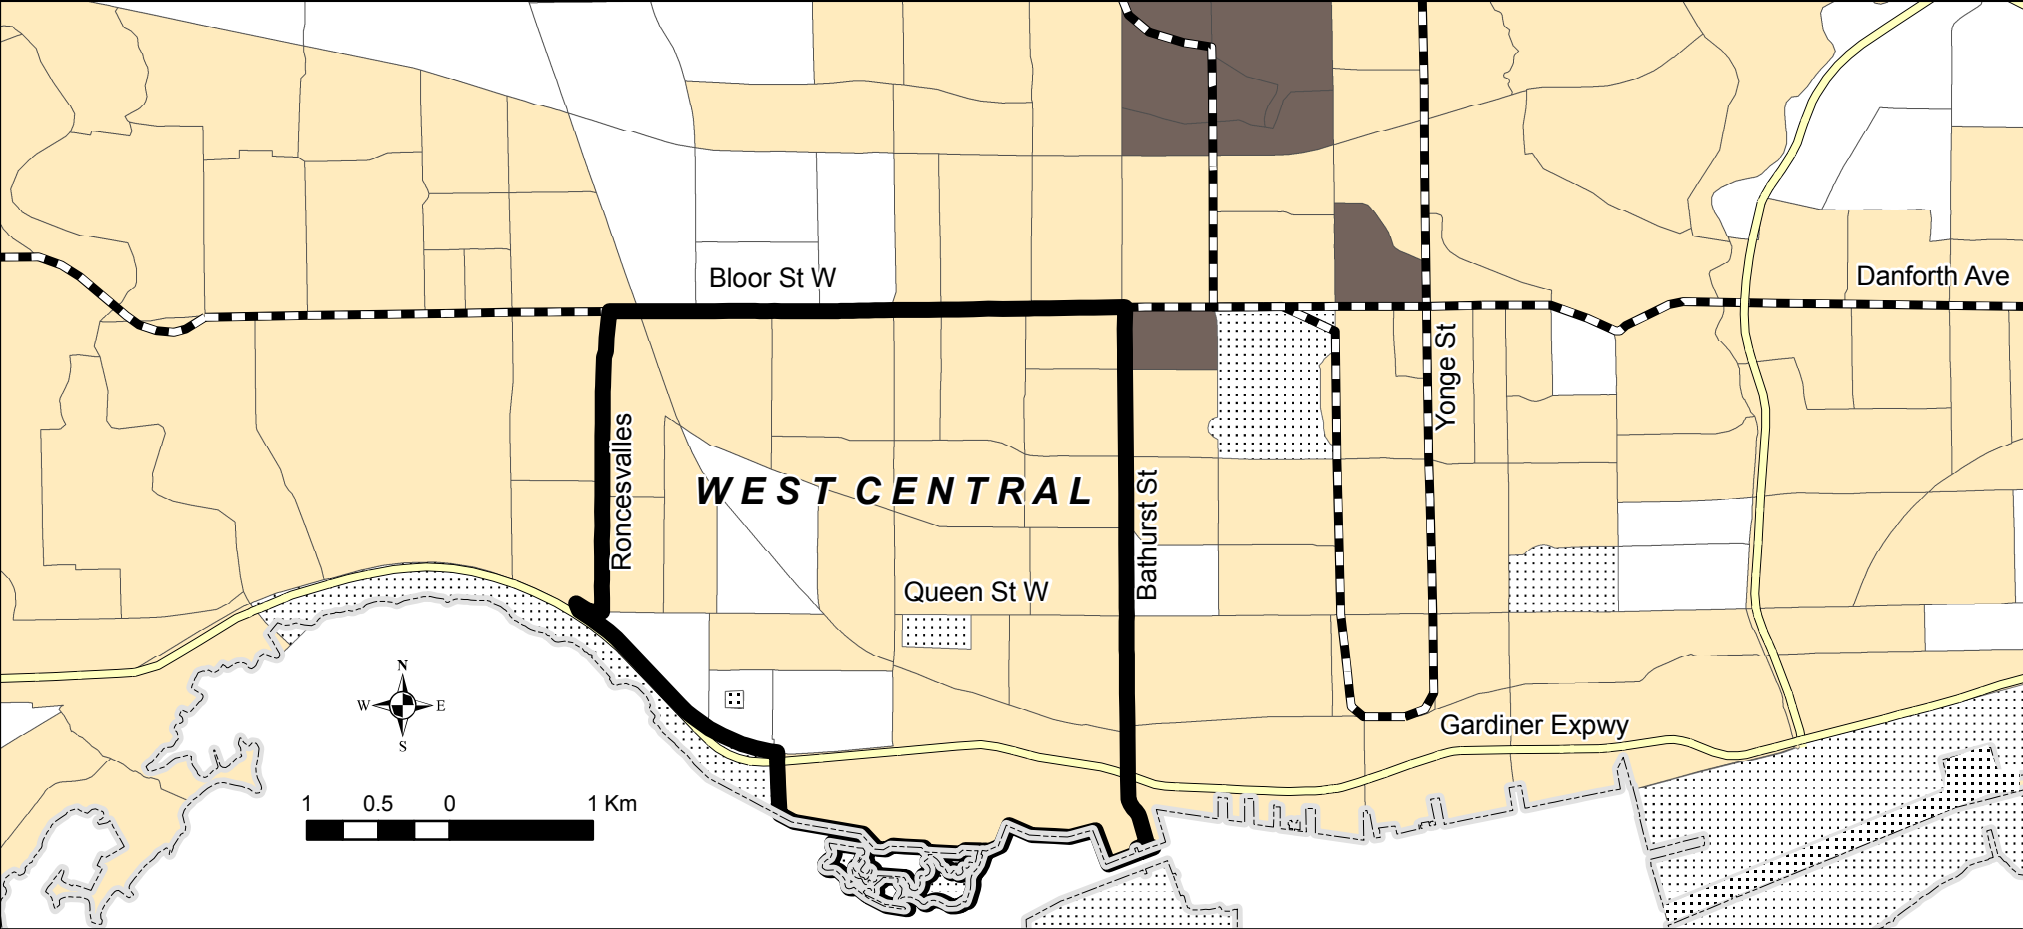 Bloor St W
Danforth Ave
Yonge St
Roncesvalles
WEST CENTRAL
Bathurst St
Queen St W
N
W E
S
Gardiner Expwy
1 0.5 0 1 Km